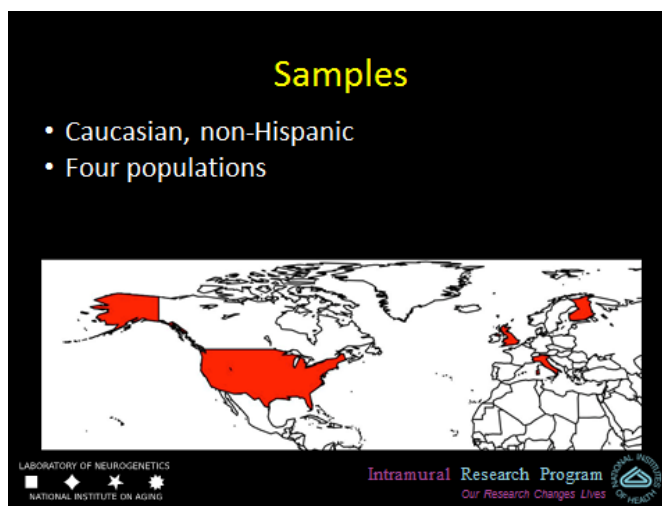 Samples
• Caucasian, non-Hispanic
• Four populations
LABORATORY OF NEUROGENETICS
NATIONAL INSTITUTE ON AGING
Intramural Research Program
Our Research Changes Lives
NATIONAL INSTITUTES
OF HEALTH